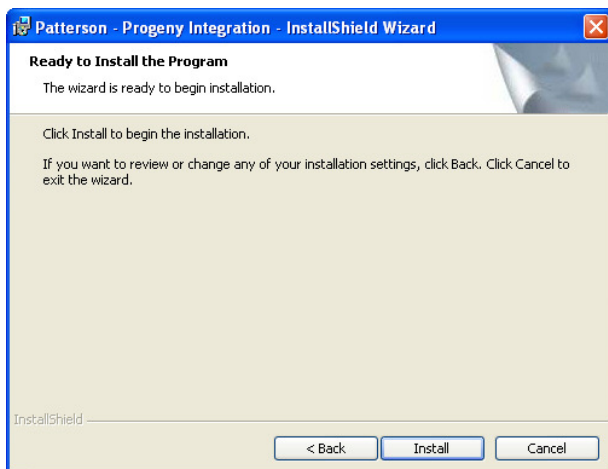 Patterson - Progeny Integration - InstallShield Wizard
Ready to Install the Program
The wizard is ready to begin installation.
Click Install to begin the installation.
If you want to review or change any of your installation settings, click Back. Click Cancel to
exit the wizard.
InstallShield
< Back Install Cancel